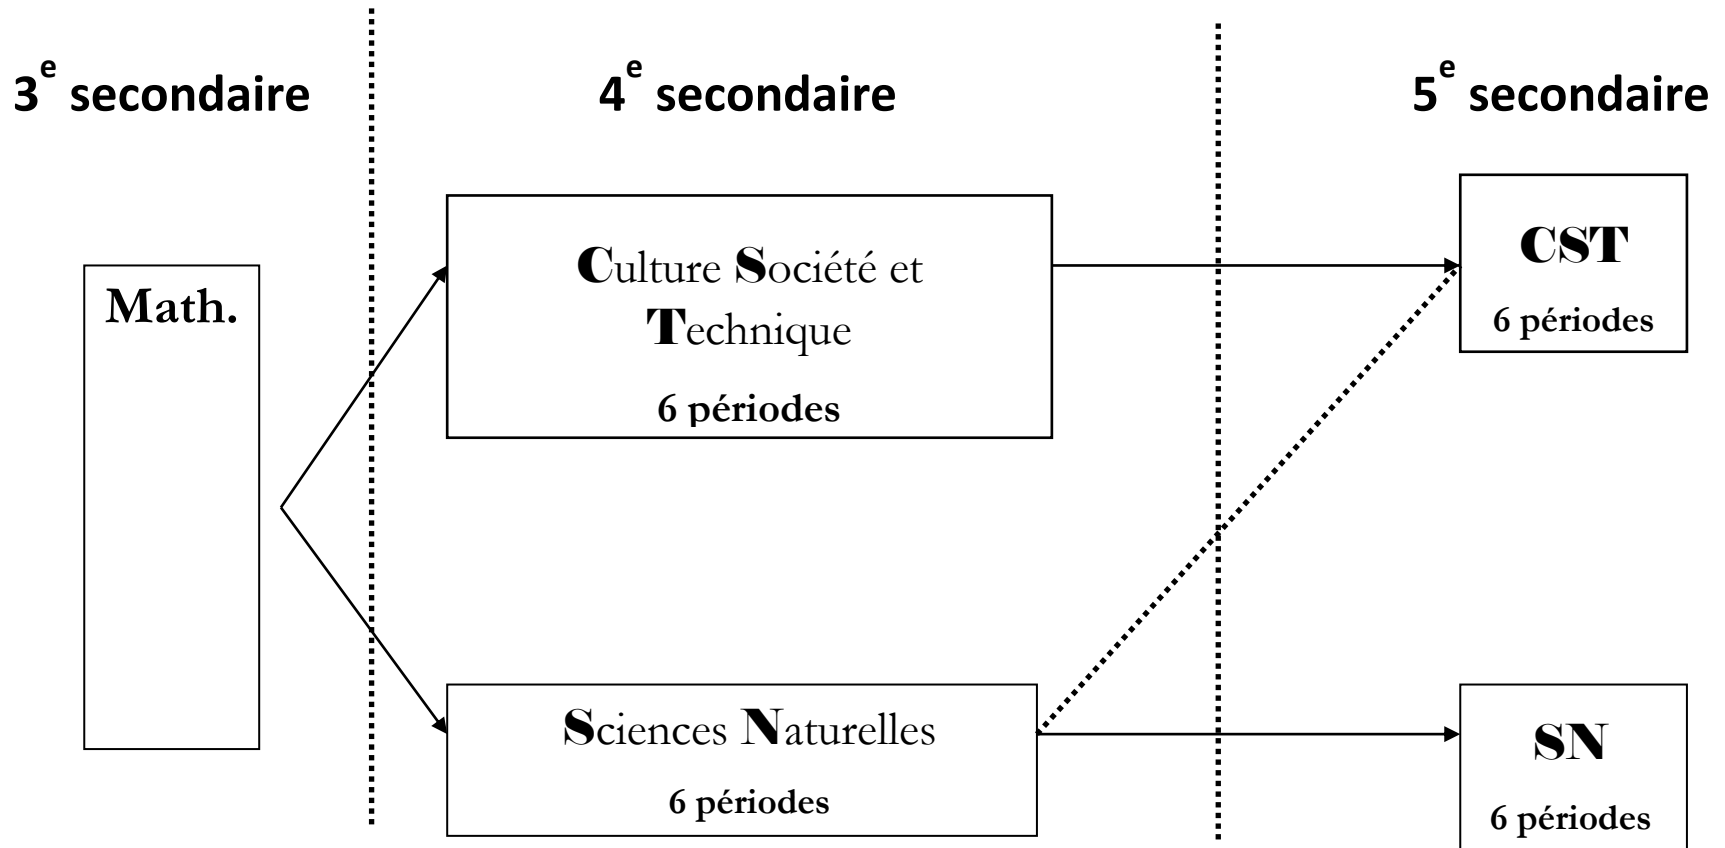 3e secondaire
4e secondaire
5e secondaire
Math.
Culture Société et
Technique
6 périodes
CST
6 périodes
Sciences Naturelles
6 périodes
SN
6 périodes